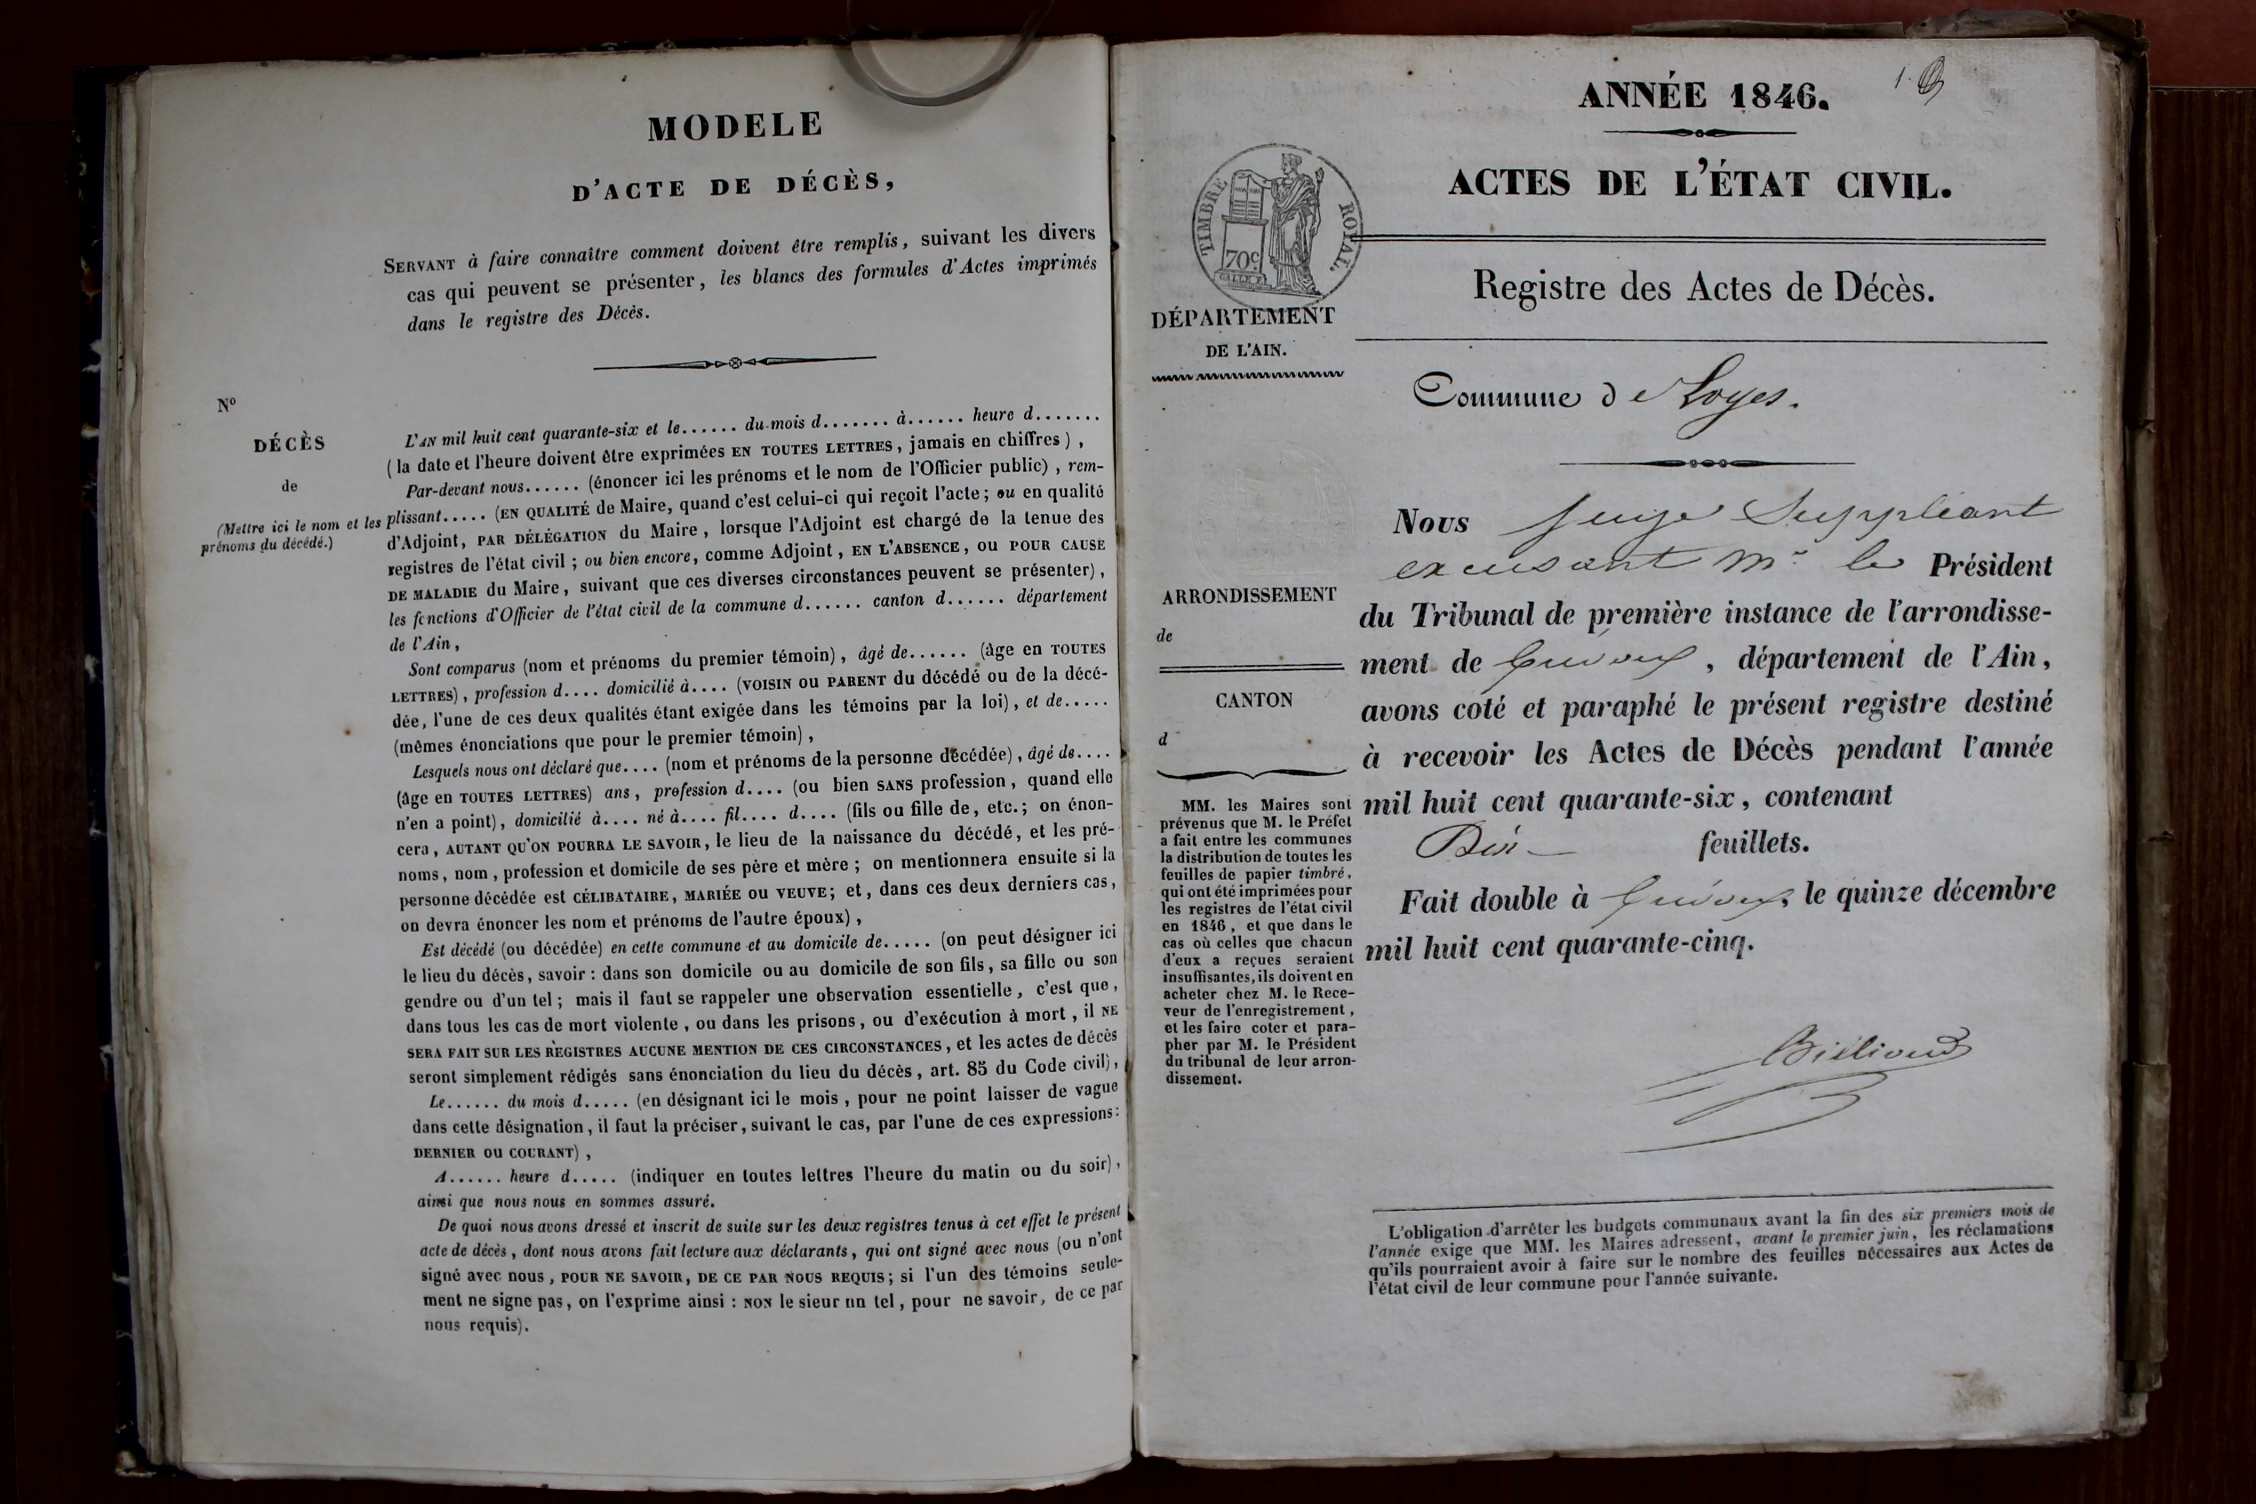 MODELE
D'ACTE DE DÉCÈS,
SERVANT à faire connaître comment doivent être remplis, suivant les divers
cas qui peuvent se présenter, les blancs des formules d'Actes imprimés
dans le registre des Décès.
No
DÉCÈS
de
(Mettre ici le nom et les
prénoms du décédé.)
L'AN mil huit cent quarante-six et le...... du mois d....... à...... heure d.......
(la date et l'heure doivent être exprimées EN TOUTES LETTRES, jamais en chiffres),
Par-devant nous...... (énoncer ici les prénoms et le nom de l'Officier public), rem-
plissant..... (EN QUALITÉ de Maire, quand c'est celui-ci qui reçoit l'acte; ou en qualité
d'Adjoint, PAR DÉLÉGATION du Maire, lorsque l'Adjoint est chargé de la tenue des
registres de l'état civil; ou bien encore, comme Adjoint, EN L'ABSENCE, OU POUR CAUSE
DE MALADIE du Maire, suivant que ces diverses circonstances peuvent se présenter),
les fonctions d'Officier de l'état civil de la commune d...... canton d...... département
de l'Ain,
Sont comparus (nom et prénoms du premier témoin), âgé de...... (âge en TOUTES
LETTRES), profession d.... domicilié à.... (VOISIN OU PARENT du décédé ou de la décé-
dée, l'une de ces deux qualités étant exigée dans les témoins par la loi), et de.....
(mêmes énonciations que pour le premier témoin),
Lesquels nous ont déclaré que.... (nom et prénoms de la personne décédée), âgé de....
(âge en TOUTES LETTRES) ans, profession d.... (ou bien SANS profession, quand elle
n'en a point), domicilié à.... né à.... fil.... d.... (fils ou fille de, etc.; on énon-
cera, AUTANT QU'ON POURRA LE SAVOIR, le lieu de la naissance du décédé, et les pré-
noms, nom, profession et domicile de ses père et mère; on mentionnera ensuite si la
personne décédée est CÉLIBATAIRE, MARIÉE OU VEUVE; et, dans ces deux derniers cas,
on devra énoncer les nom et prénoms de l'autre époux),
Est décédé (ou décédée) en cette commune et au domicile de..... (on peut désigner ici
le lieu du décès, savoir: dans son domicile ou au domicile de son fils, sa fille ou son
gendre ou d'un tel; mais il faut se rappeler une observation essentielle, c'est que,
dans tous les cas de mort violente, ou dans les prisons, ou d'exécution à mort, il NE
SERA FAIT SUR LES REGISTRES AUCUNE MENTION DE CES CIRCONSTANCES, et les actes de décès
seront simplement rédigés sans énonciation du lieu du décès, art. 85 du Code civil),
Le...... du mois d..... (en désignant ici le mois, pour ne point laisser de vague
dans cette désignation, il faut la préciser, suivant le cas, par l'une de ces expressions:
DERNIER OU COURANT),
A...... heure d..... (indiquer en toutes lettres l'heure du matin ou du soir),
ainsi que nous nous en sommes assuré.
De quoi nous avons dressé et inscrit de suite sur les deux registres tenus à cet effet le présent
acte de décès, dont nous avons fait lecture aux déclarants, qui ont signé avec nous (ou n'ont
signé avec nous, POUR NE SAVOIR, DE CE PAR NOUS REQUIS; si l'un des témoins seule-
ment ne signe pas, on l'exprime ainsi: NON le sieur un tel, pour ne savoir, de ce par
nous requis).
1.
ANNÉE 1846.
ACTES DE L'ÉTAT CIVIL.
TIMBRE ROYAL.
70c
Registre des Actes de Décès.
DÉPARTEMENT
DE L'AIN.
Commune de Loyes.
Nous Juge Suppléant
excusant Mr le Président
du Tribunal de première instance de l'arrondisse-
ment de Trévoux, département de l'Ain,
avons coté et paraphé le présent registre destiné
à recevoir les Actes de Décès pendant l'année
mil huit cent quarante-six, contenant
Dix feuillets.
Fait double à Trévoux, le quinze décembre
mil huit cent quarante-cinq.
ARRONDISSEMENT
de
CANTON
d
MM. les Maires sont
prévenus que M. le Préfet
a fait entre les communes
la distribution de toutes les
feuilles de papier timbré,
qui ont été imprimées pour
les registres de l'état civil
en 1846, et que dans le
cas où celles que chacun
d'eux a reçues seraient
insuffisantes, ils doivent en
acheter chez M. le Rece-
veur de l'enregistrement,
et les faire coter et para-
pher par M. le Président
du tribunal de leur arron-
dissement.
L'obligation d'arrêter les budgets communaux avant la fin des six premiers mois de
l'année exige que MM. les Maires adressent, avant le premier juin, les réclamations
qu'ils pourraient avoir à faire sur le nombre des feuilles nécessaires aux Actes de
l'état civil de leur commune pour l'année suivante.